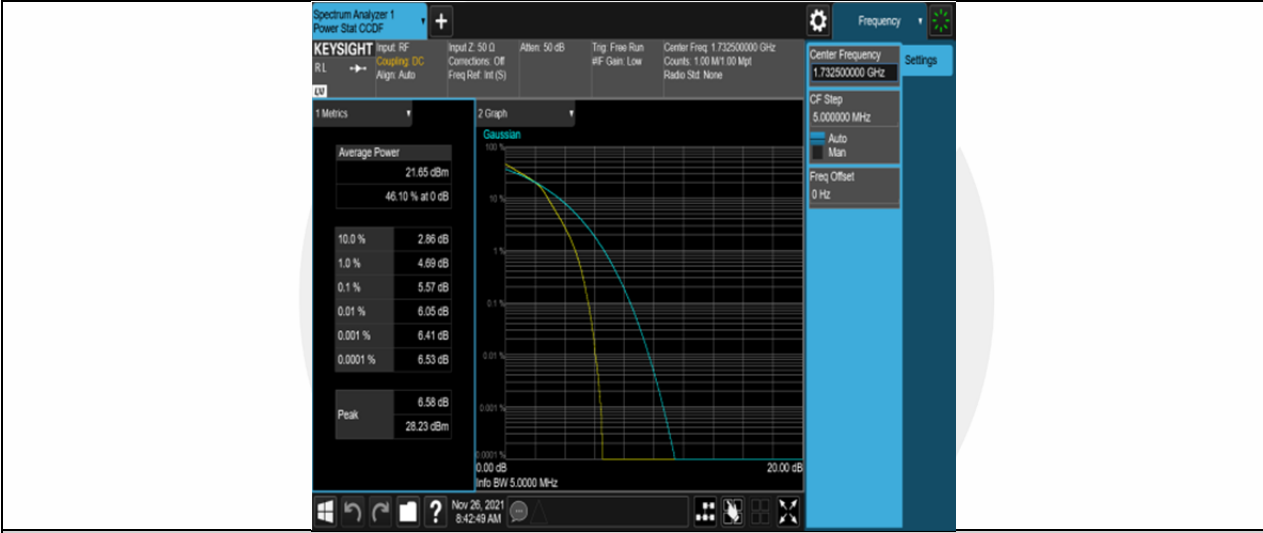 Spectrum Analyzer 1
Power Stat CCDF
+
Frequency
KEYSIGHT
RL
LV
Input: RF
Coupling: DC
Align: Auto
Input Z: 50 Ω
Corrections: Off
Freq Ref: Int (S)
Atten: 50 dB
Trig: Free Run
#IF Gain: Low
Center Freq: 1.732500000 GHz
Counts: 1.00 M/1.00 Mpt
Radio Std: None
Center Frequency
1.732500000 GHz
Settings
CF Step
5.000000 MHz
Auto
Man
Freq Offset
0 Hz
1 Metrics
Average Power
21.65 dBm
46.10 % at 0 dB
10.0 % 2.86 dB
1.0 % 4.69 dB
0.1 % 5.57 dB
0.01 % 6.05 dB
0.001 % 6.41 dB
0.0001 % 6.53 dB
Peak
6.58 dB
28.23 dBm
2 Graph
Gaussian
100 %
10 %
1 %
0.1 %
0.01 %
0.001 %
0.0001 %
0.00 dB 20.00 dB
Info BW 5.0000 MHz
?
Nov 26, 2021
8:42:49 AM